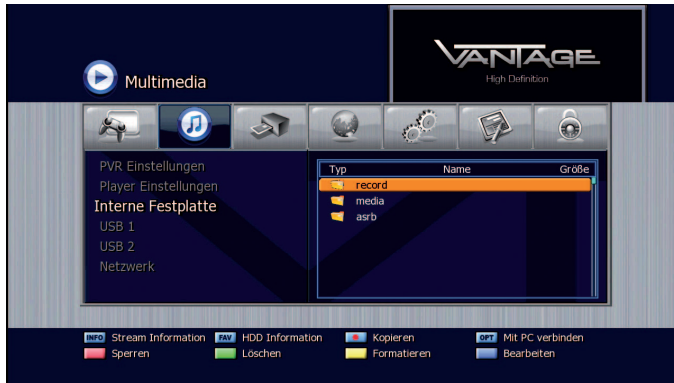 VANTAGE
High Definition
Multimedia
PVR Einstellungen
Player Einstellungen
Interne Festplatte
USB 1
USB 2
Netzwerk
Typ Name Größe
record
media
asrb
INFO Stream Information FAV HDD Information Kopieren OPT Mit PC verbinden
Sperren Löschen Formatieren Bearbeiten